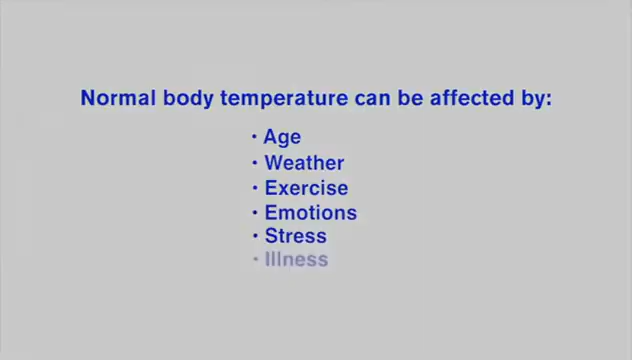 Normal body temperature can be affected by:
· Age
· Weather
· Exercise
· Emotions
· Stress
· Illness